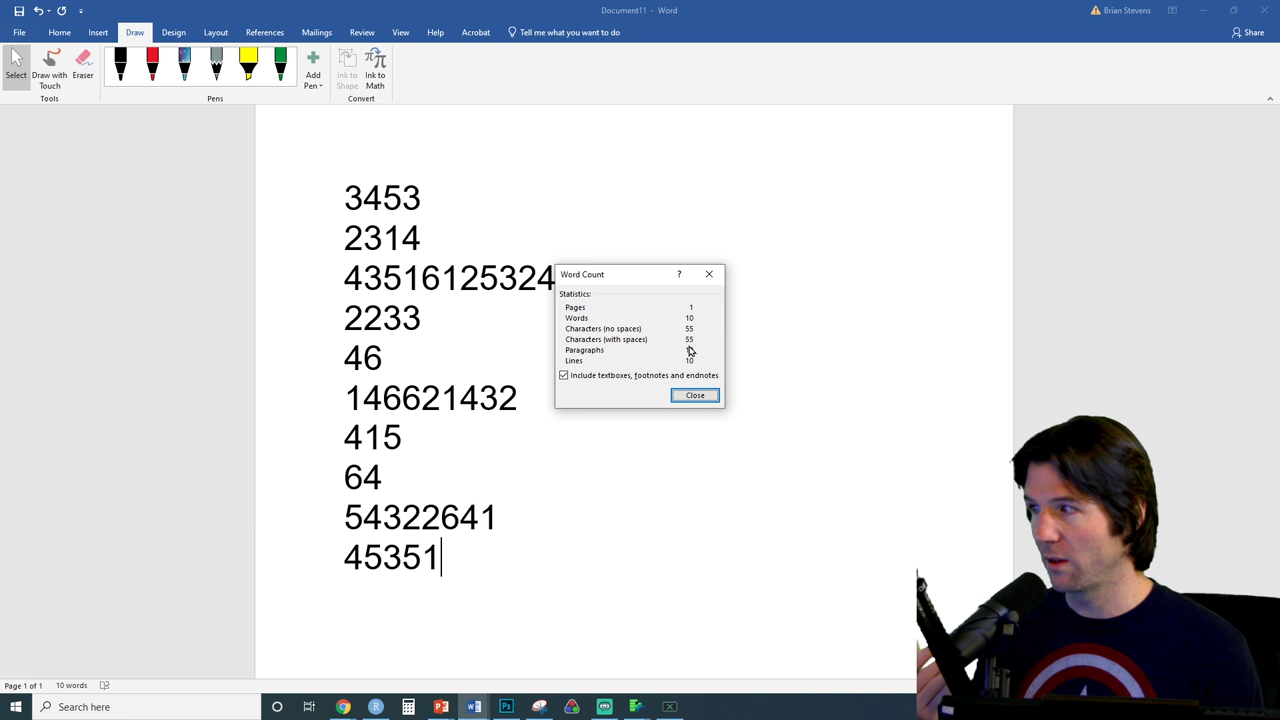 Document11 - Word
Brian Stevens
File Home Insert Draw Design Layout References Mailings Review View Help Acrobat Tell me what you want to do Share
Select Draw with Touch Eraser Add Pen Ink to Shape Ink to Math
Tools Pens Convert
3453
2314
43516125324
2233
46
146621432
415
64
54322641
45351
Word Count ?
Statistics:
Pages 1
Words 10
Characters (no spaces) 55
Characters (with spaces) 55
Paragraphs
Lines 10
Include textboxes, footnotes and endnotes
Close
Page 1 of 1 10 words
Search here